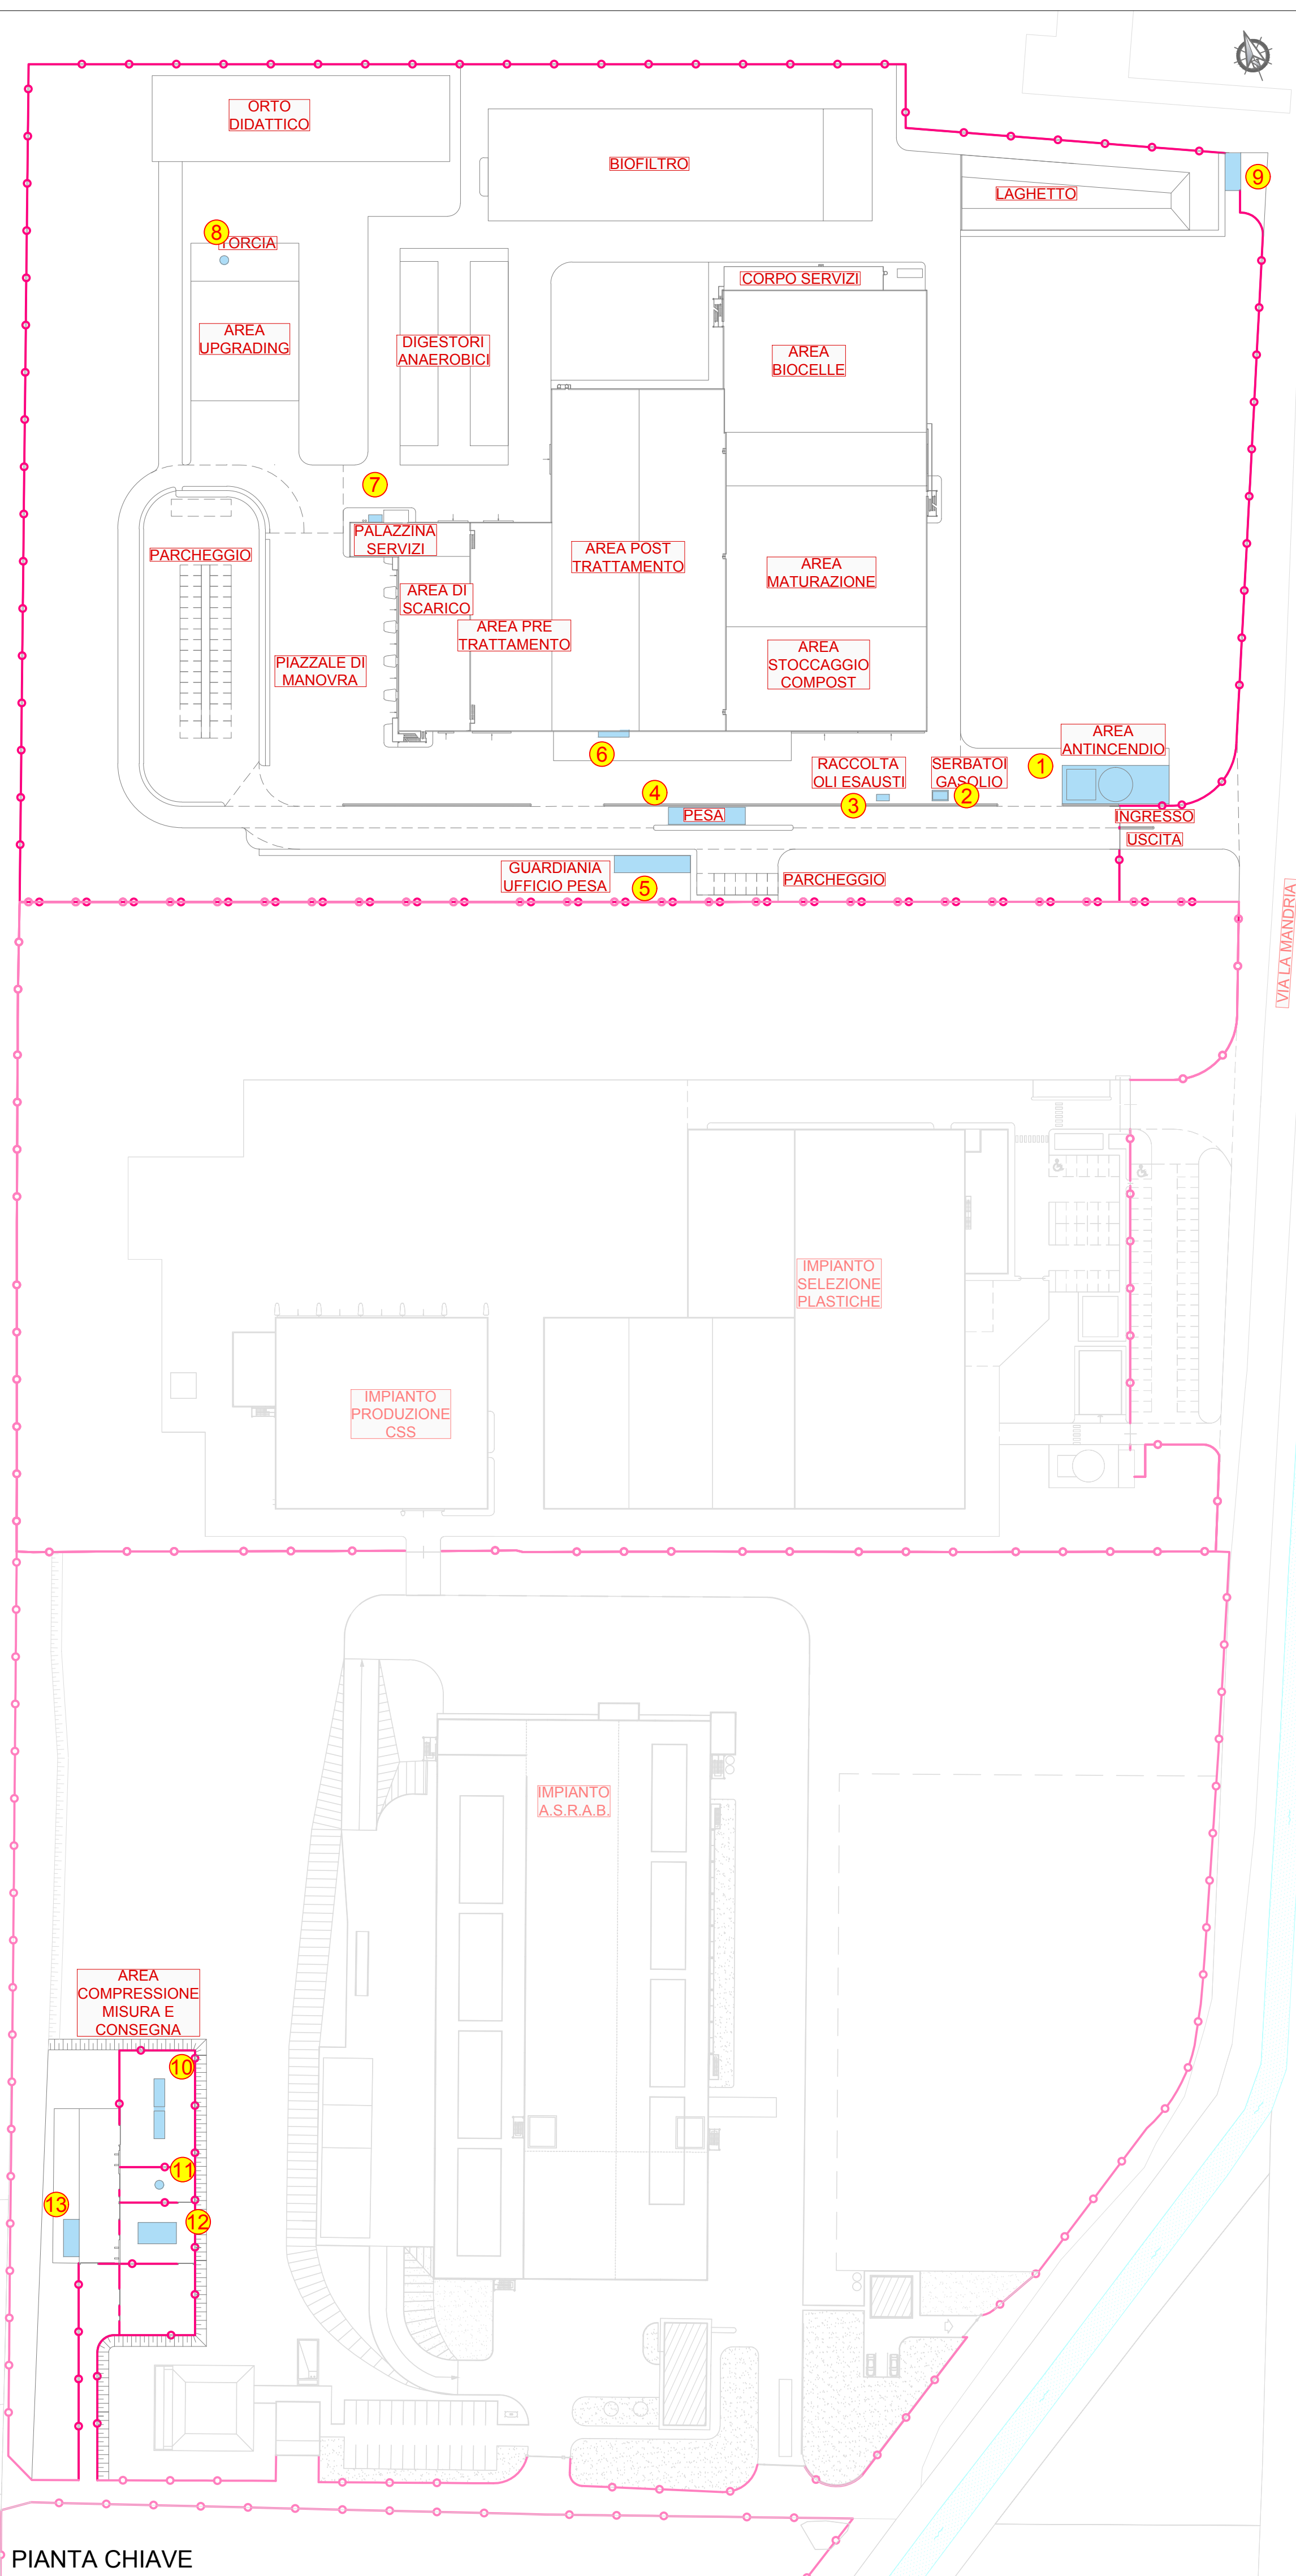 ORTO
DIDATTICO
BIOFILTRO
LAGHETTO
9
8
TORCIA
CORPO SERVIZI
AREA
UPGRADING
DIGESTORI
ANAEROBICI
AREA
BIOCELLE
7
PALAZZINA
SERVIZI
PARCHEGGIO
AREA POST
TRATTAMENTO
AREA
MATURAZIONE
AREA DI
SCARICO
AREA PRE
TRATTAMENTO
AREA
STOCCAGGIO
COMPOST
PIAZZALE DI
MANOVRA
6
RACCOLTA
OLI ESAUSTI
SERBATOI
GASOLIO
1
AREA
ANTINCENDIO
4
3
2
PESA
INGRESSO
USCITA
GUARDIANIA
UFFICIO PESA
5
PARCHEGGIO
VIA LA MANDRIA
IMPIANTO
SELEZIONE
PLASTICHE
IMPIANTO
PRODUZIONE
CSS
IMPIANTO
A.S.R.A.B.
AREA
COMPRESSIONE
MISURA E
CONSEGNA
10
11
13
12
PIANTA CHIAVE